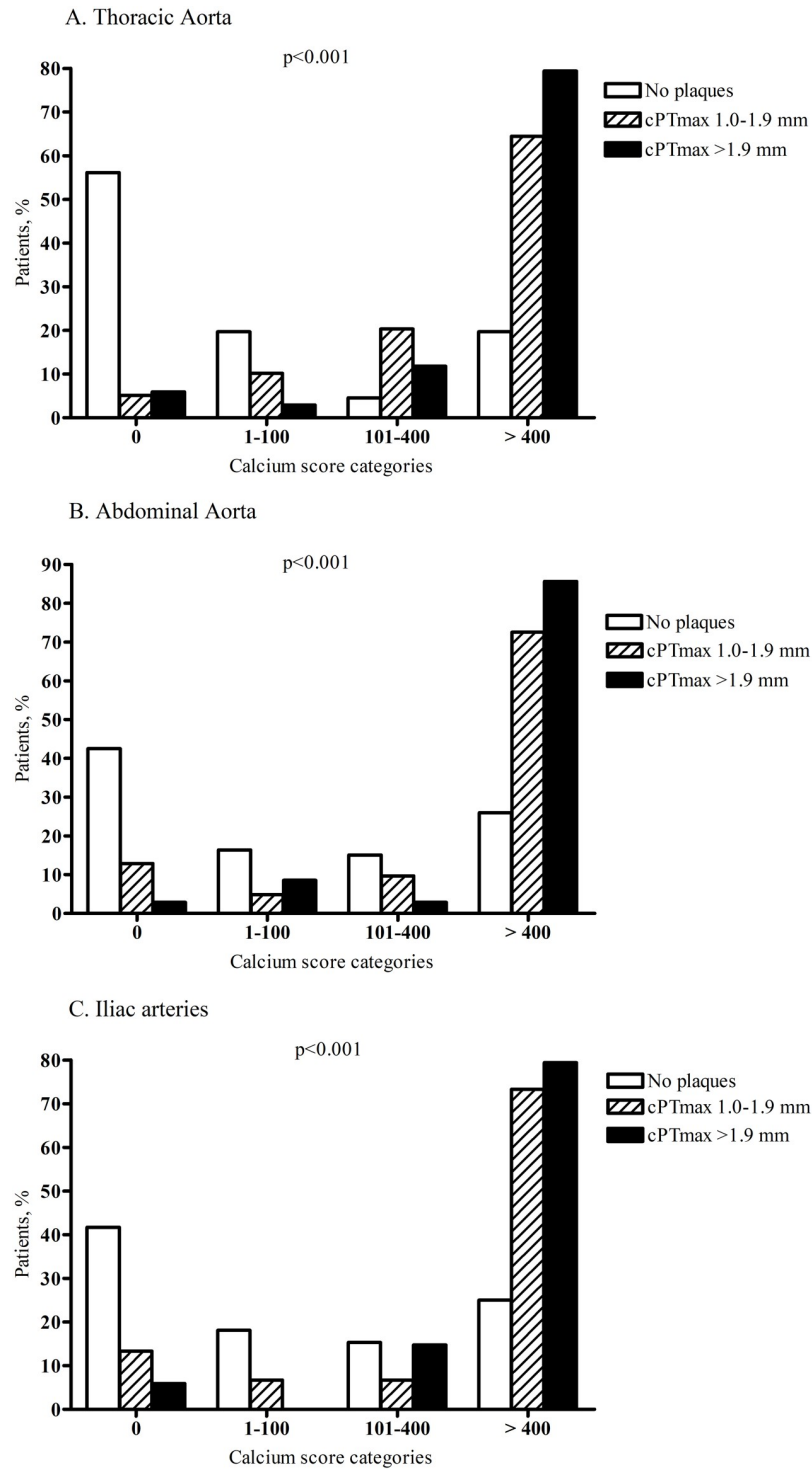 A. Thoracic Aorta
p<0.001
80
70
60
50
40
30
20
10
0
Patients, %
0 1-100 101-400 > 400
Calcium score categories
No plaques
cPTmax 1.0-1.9 mm
cPTmax >1.9 mm
B. Abdominal Aorta
p<0.001
90
80
70
60
50
40
30
20
10
0
Patients, %
0 1-100 101-400 > 400
Calcium score categories
No plaques
cPTmax 1.0-1.9 mm
cPTmax >1.9 mm
C. Iliac arteries
p<0.001
80
70
60
50
40
30
20
10
0
Patients, %
0 1-100 101-400 > 400
Calcium score categories
No plaques
cPTmax 1.0-1.9 mm
cPTmax >1.9 mm